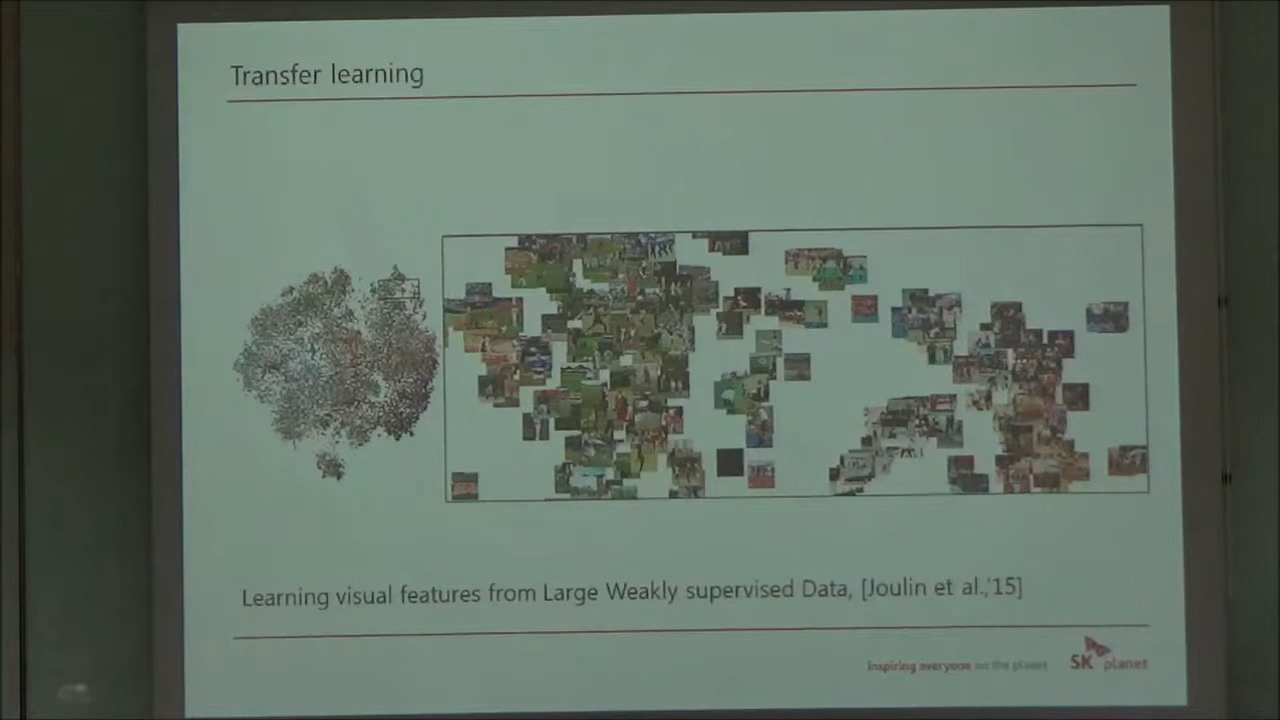 Transfer learning
Learning visual features from Large Weakly supervised Data, [Joulin et al.,'15]
Inspiring everyone on the planet
SK planet